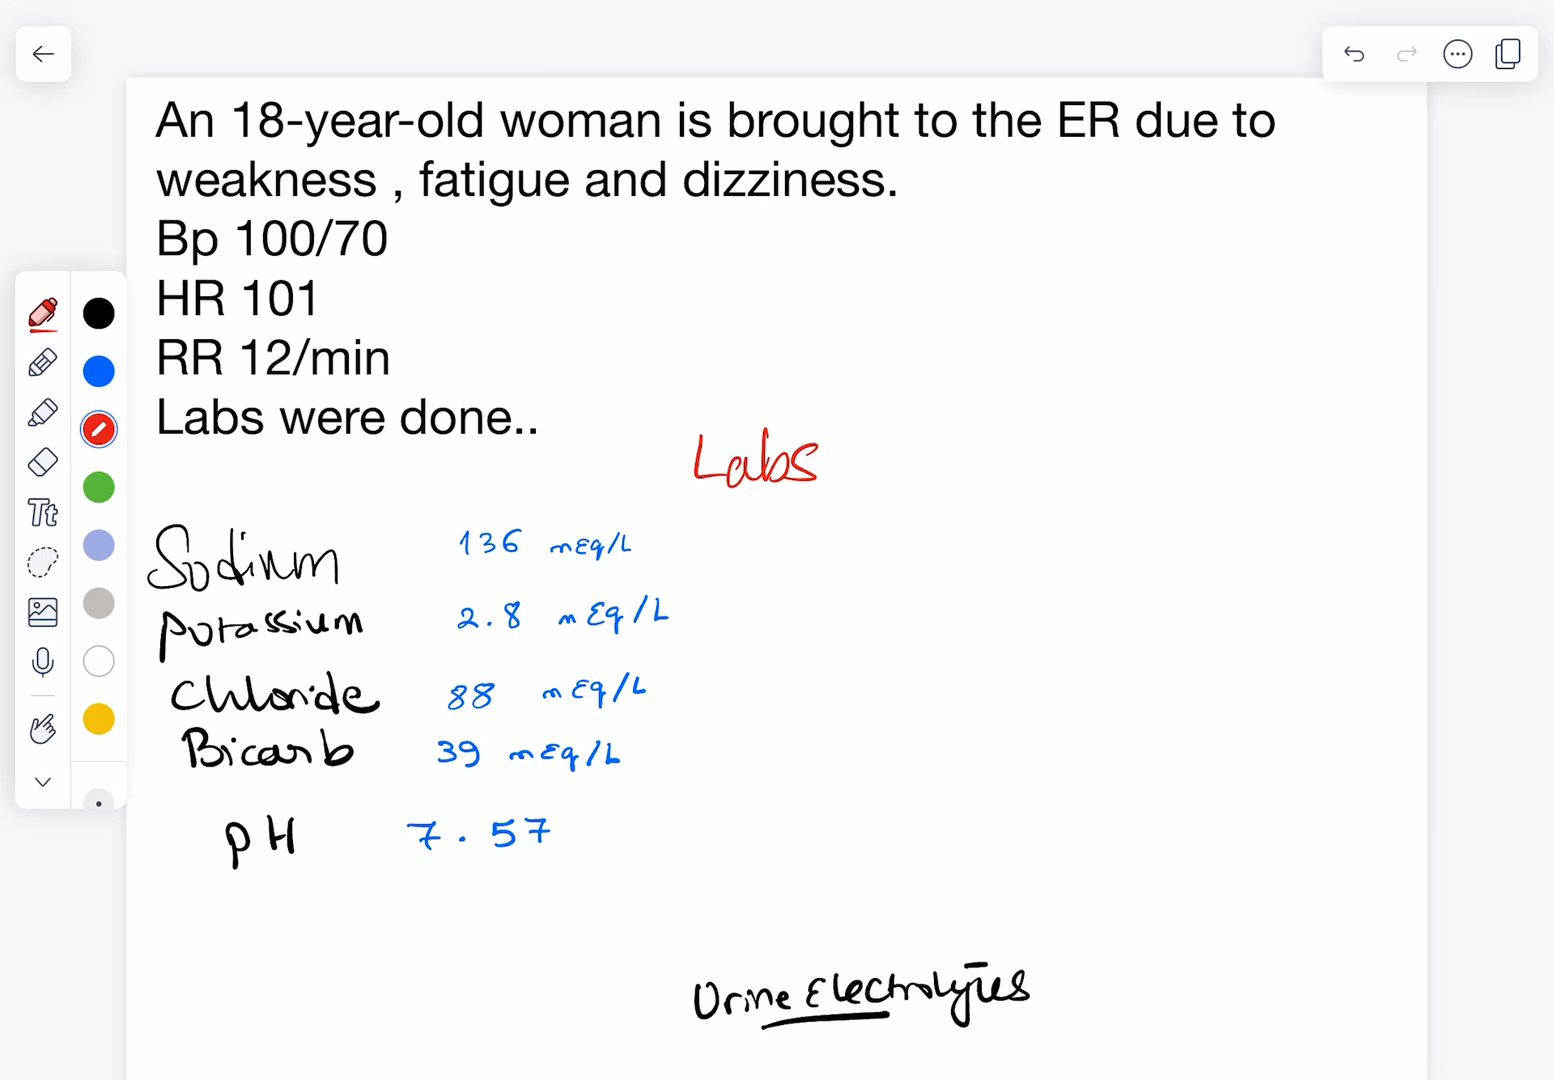 An 18-year-old woman is brought to the ER due to
weakness , fatigue and dizziness.
Bp 100/70
HR 101
RR 12/min
Labs were done..
Labs
Sodium 136 mEq/L
Potassium 2.8 mEq/L
Chloride 88 mEq/L
Bicarb 39 mEq/L
pH 7.57
Urine Electrolytes
Tt